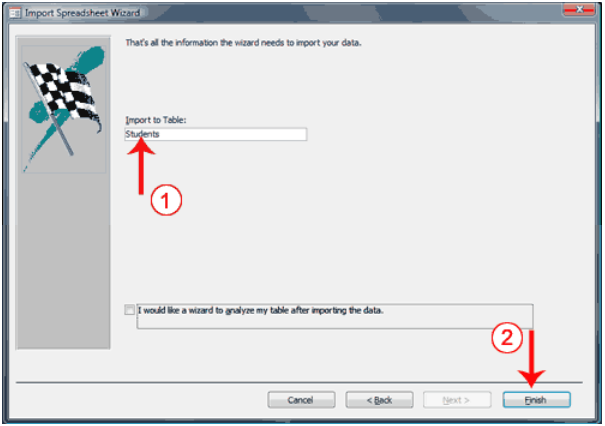 Import Spreadsheet Wizard
That's all the information the wizard needs to import your data.
Import to Table:
Students
1
I would like a wizard to analyze my table after importing the data.
2
Cancel
< Back
Next >
Finish